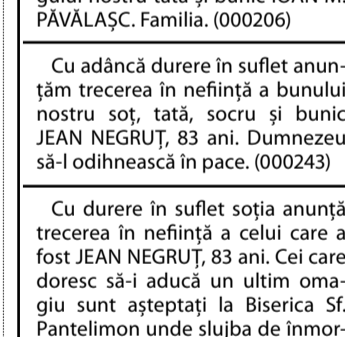 PĂVĂLAȘC. Familia. (000206)
Cu adâncă durere în suflet anun-
țăm trecerea în neființă a bunului
nostru soț, tată, socru și bunic
JEAN NEGRUȚ, 83 ani. Dumnezeu
să-l odihnească în pace. (000243)
Cu durere în suflet soția anunță
trecerea în neființă a celui care a
fost JEAN NEGRUȚ, 83 ani. Cei care
doresc să-i aducă un ultim oma-
giu sunt așteptați la Biserica Sf.
Pantelimon unde slujba de înmor-